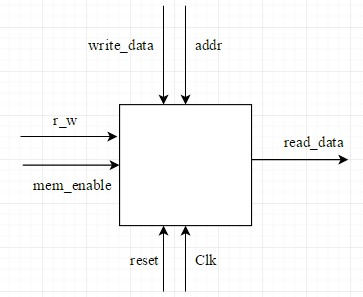 write_data
addr
r_w
read_data
mem_enable
reset
Clk